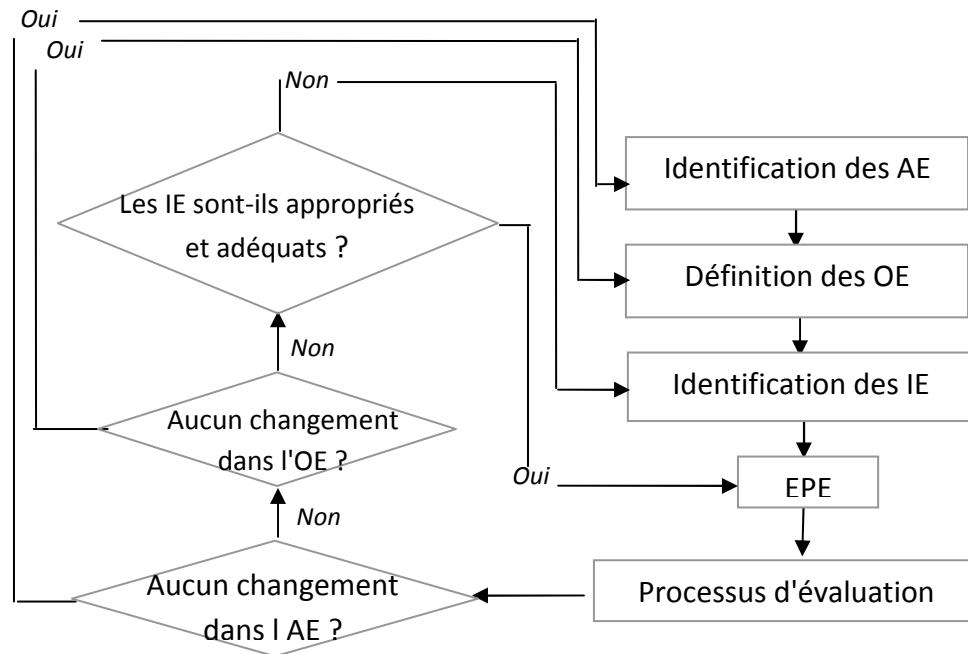 Oui
Oui
Non
Les IE sont-ils appropriés
et adéquats ?
Non
Aucun changement
dans l'OE ?
Non
Aucun changement
dans l AE ?
Oui
Identification des AE
Définition des OE
Identification des IE
EPE
Processus d'évaluation